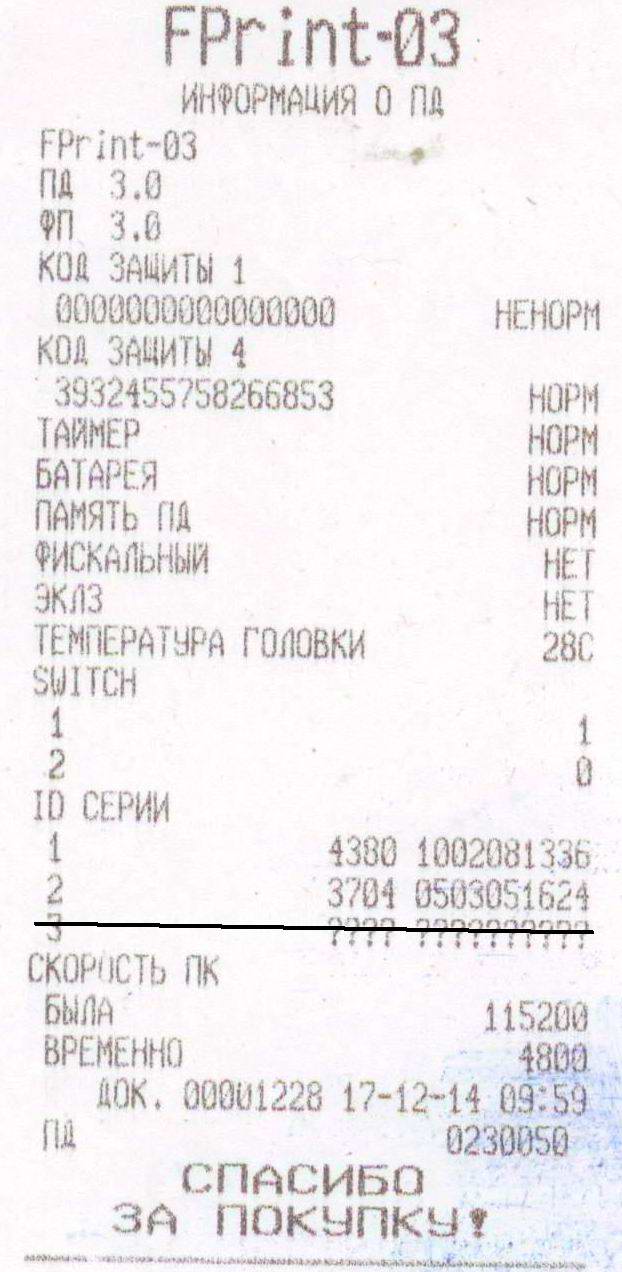 FPrint-03
ИНФОРМАЦИЯ О ПД
FPrint-03
ПД 3.0
ФП 3.0
КОД ЗАЩИТЫ 1
0000000000000000 НЕНОРМ
КОД ЗАЩИТЫ 4
3932455758266853 НОРМ
ТАЙМЕР НОРМ
БАТАРЕЯ НОРМ
ПАМЯТЬ ПД НОРМ
ФИСКАЛЬНЫЙ НЕТ
ЭКЛЗ НЕТ
ТЕМПЕРАТУРА ГОЛОВКИ 28C
SWITCH
1 1
2 0
ID СЕРИИ
1 4380 1002081336
2 3704 0503051624
3 ???? ??????????
СКОРОСТЬ ПК
БЫЛА 115200
ВРЕМЕННО 4800
ДОК. 00001228 17-12-14 09:59
ПД 0230050
СПАСИБО
ЗА ПОКУПКУ!